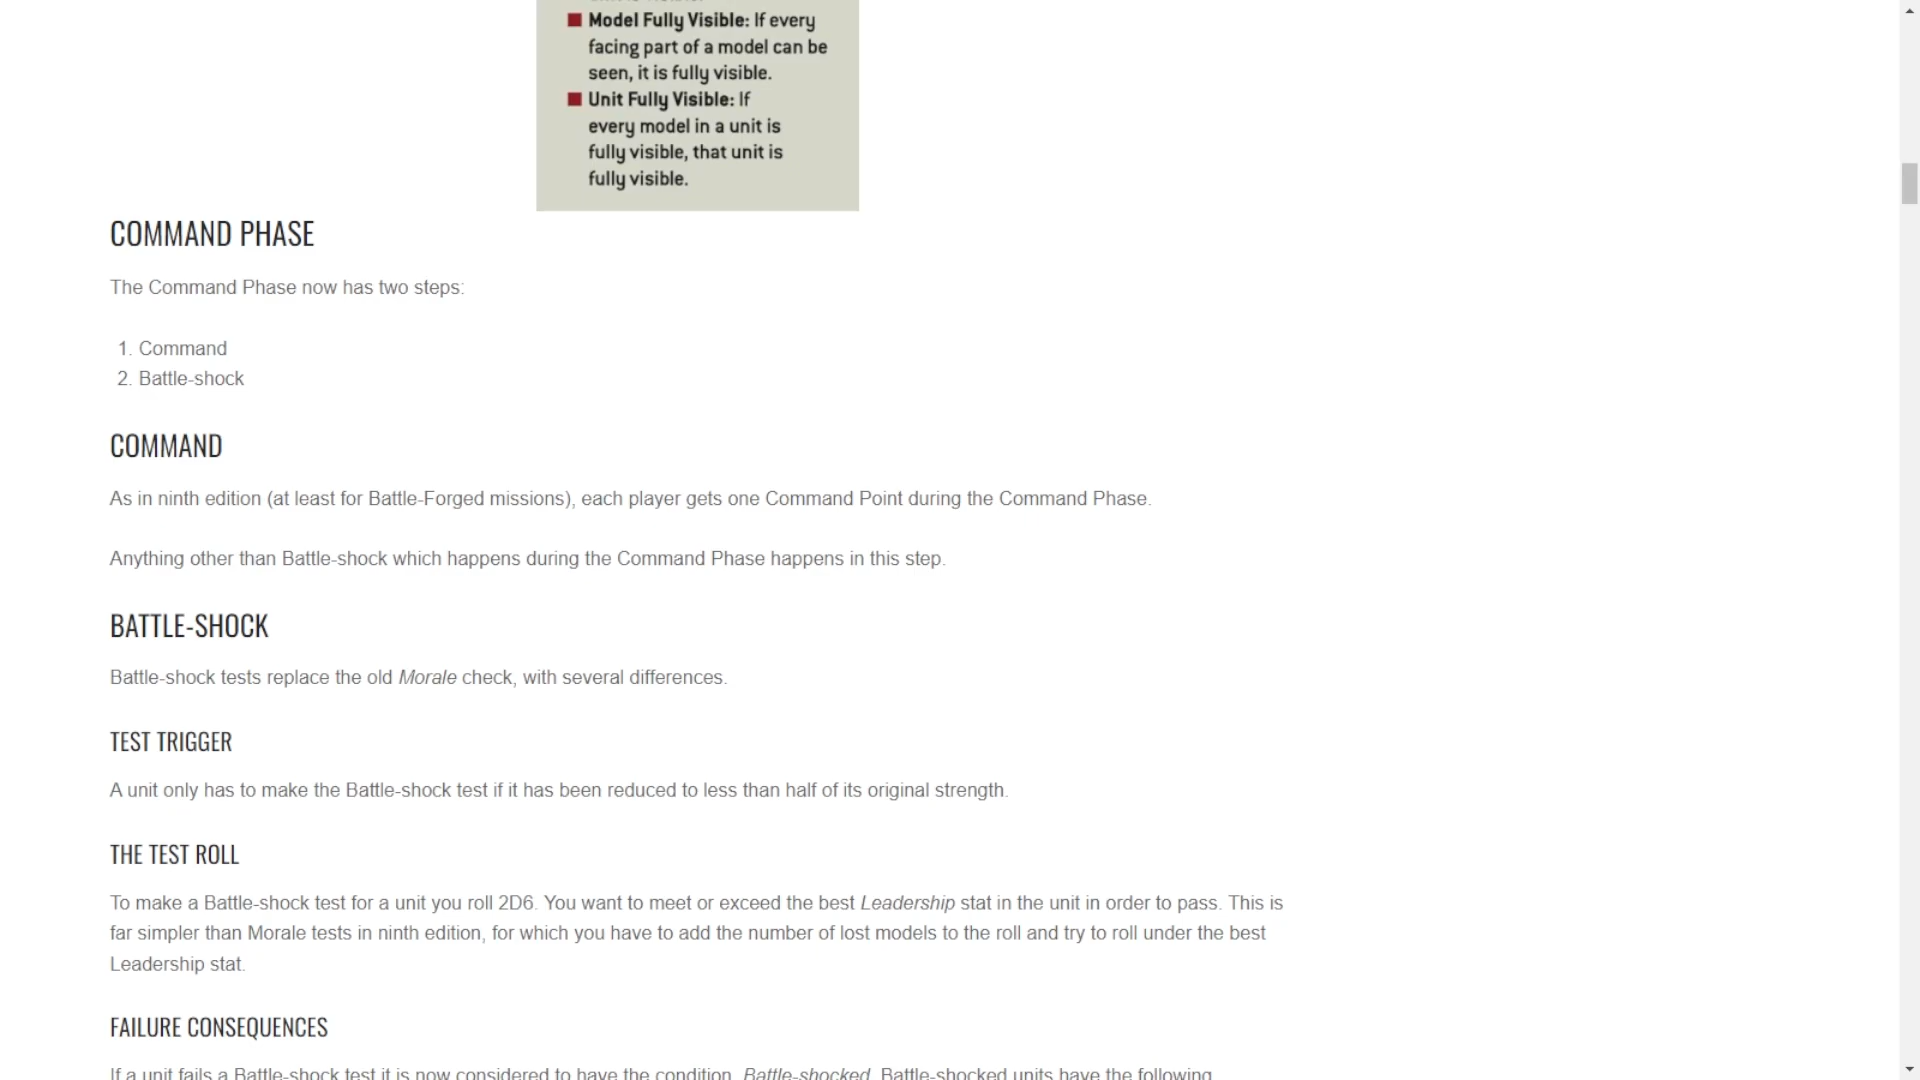 Model Fully Visible: If every
facing part of a model can be
seen, it is fully visible.
Unit Fully Visible: If
every model in a unit is
fully visible, that unit is
fully visible.
COMMAND PHASE
The Command Phase now has two steps:
1. Command
2. Battle-shock
COMMAND
As in ninth edition (at least for Battle-Forged missions), each player gets one Command Point during the Command Phase.
Anything other than Battle-shock which happens during the Command Phase happens in this step.
BATTLE-SHOCK
Battle-shock tests replace the old Morale check, with several differences.
TEST TRIGGER
A unit only has to make the Battle-shock test if it has been reduced to less than half of its original strength.
THE TEST ROLL
To make a Battle-shock test for a unit you roll 2D6. You want to meet or exceed the best Leadership stat in the unit in order to pass. This is
far simpler than Morale tests in ninth edition, for which you have to add the number of lost models to the roll and try to roll under the best
Leadership stat.
FAILURE CONSEQUENCES
If a unit fails a Battle-shock test it is now considered to have the condition, Battle-shocked. Battle-shocked units have the following